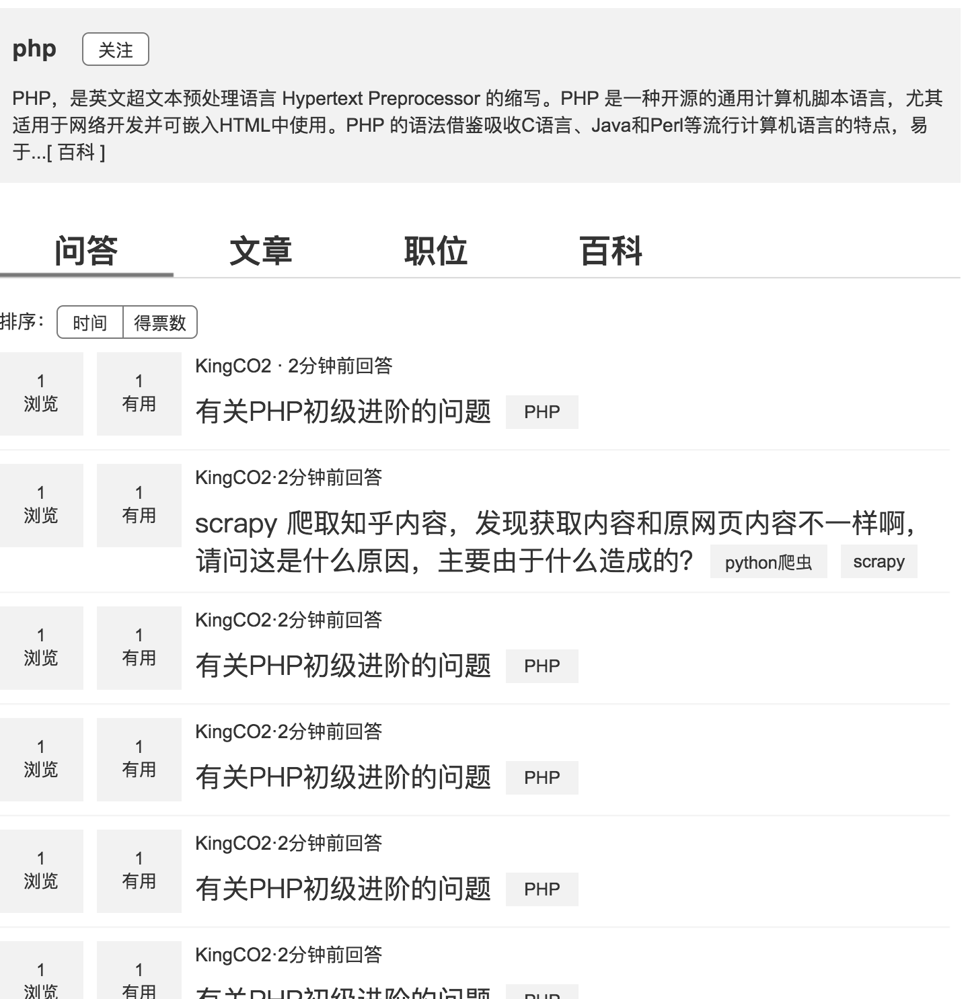 php 关注
PHP，是英文超文本预处理语言 Hypertext Preprocessor 的缩写。PHP 是一种开源的通用计算机脚本语言，尤其
适用于网络开发并可嵌入HTML中使用。PHP 的语法借鉴吸收C语言、Java和Perl等流行计算机语言的特点，易
于...[ 百科 ]
问答 文章 职位 百科
排序： 时间 得票数
1 浏览
1 有用
KingCO2 · 2分钟前回答
有关PHP初级进阶的问题 PHP
1 浏览
1 有用
KingCO2·2分钟前回答
scrapy 爬取知乎内容，发现获取内容和原网页内容不一样啊，
请问这是什么原因，主要由于什么造成的？ python爬虫 scrapy
1 浏览
1 有用
KingCO2·2分钟前回答
有关PHP初级进阶的问题 PHP
1 浏览
1 有用
KingCO2·2分钟前回答
有关PHP初级进阶的问题 PHP
1 浏览
1 有用
KingCO2·2分钟前回答
有关PHP初级进阶的问题 PHP
1 浏览
1 有用
KingCO2·2分钟前回答
有关PHP初级进阶的问题 PHP